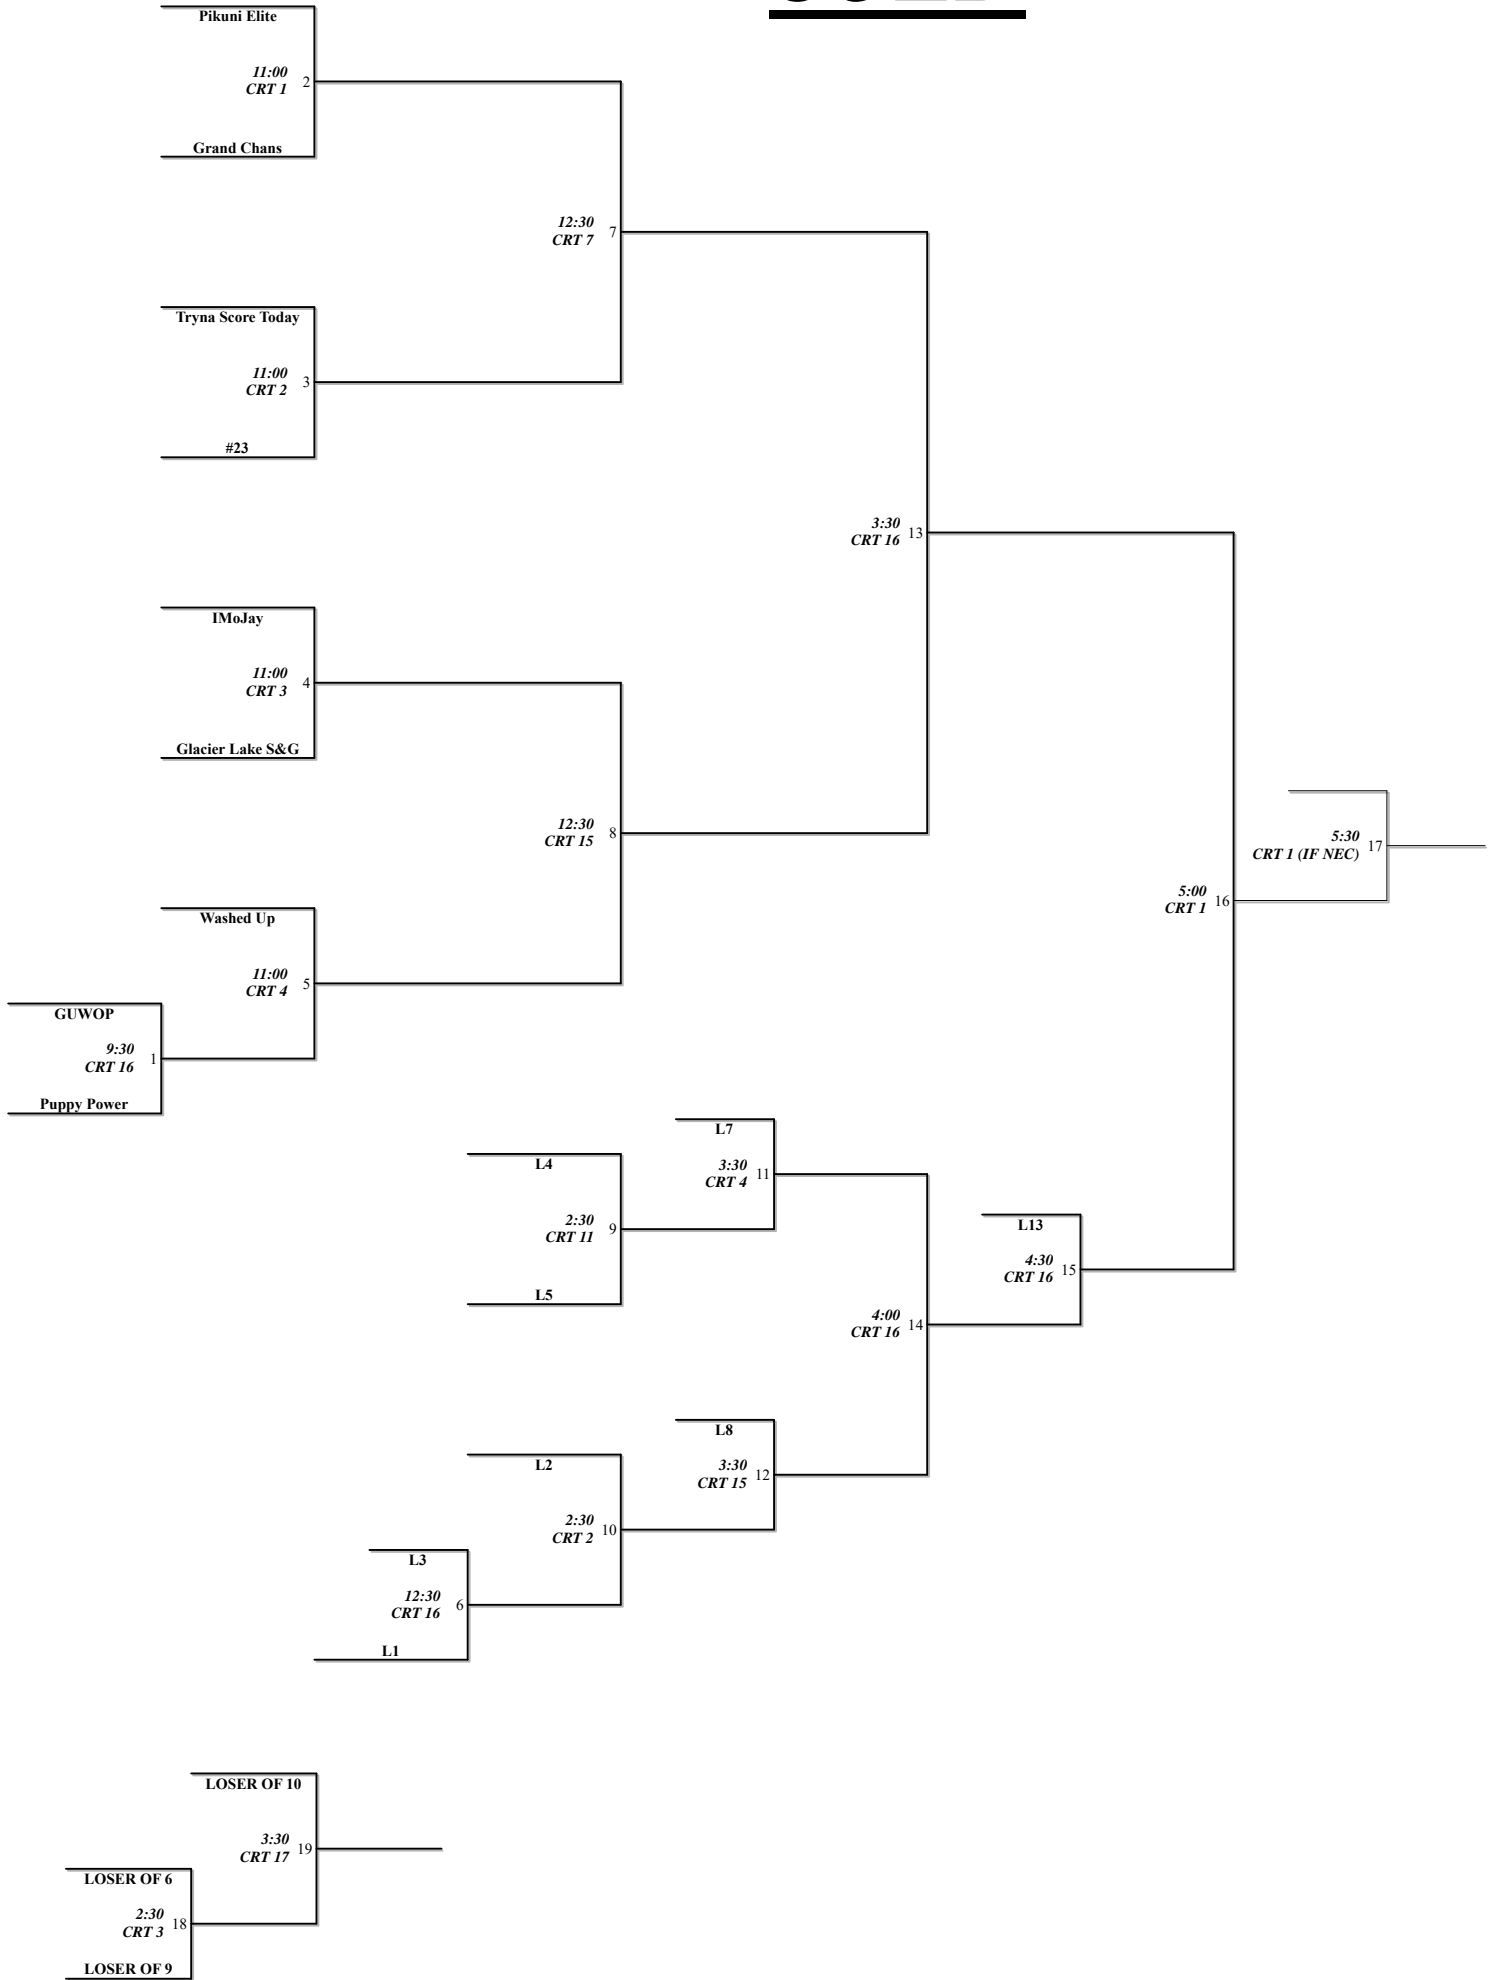 Pikuni Elite
11:00
CRT 1
2
Grand Chans
12:30
CRT 7
7
Tryna Score Today
11:00
CRT 2
3
#23
3:30
CRT 16
13
IMoJay
11:00
CRT 3
4
Glacier Lake S&G
12:30
CRT 15
8
5:30
CRT 1 (IF NEC)
17
5:00
CRT 1
16
Washed Up
11:00
CRT 4
5
GUWOP
9:30
CRT 16
1
Puppy Power
L7
3:30
CRT 4
11
L4
2:30
CRT 11
9
L5
L13
4:30
CRT 16
15
4:00
CRT 16
14
L8
3:30
CRT 15
12
L2
2:30
CRT 2
10
L3
12:30
CRT 16
6
L1
LOSER OF 10
3:30
CRT 17
19
LOSER OF 6
2:30
CRT 3
18
LOSER OF 9